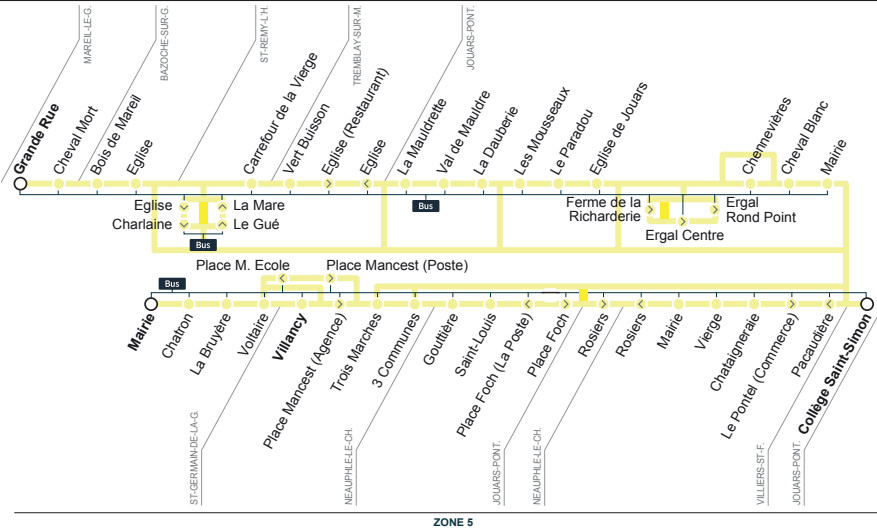 MAREIL-LE-G.
BAZOCHE-SUR-G.
ST-REMY-L'H.
TREMBLAY-SUR-M.
JOUARS-PONT.
Grande Rue
Cheval Mort
Bois de Mareil
Eglise
Carrefour de la Vierge
Vert Buisson
Eglise (Restaurant)
Eglise
La Mauldrette
Val de Mauldre
La Dauberie
Les Mousseaux
Le Paradou
Eglise de Jouars
Chennevières
Cheval Blanc
Mairie
Eglise
La Mare
Charlaine
Le Gué
Bus
Bus
Ferme de la
Richarderie
Ergal
Rond Point
Ergal Centre
Place M. Ecole
Place Mancest (Poste)
Bus
Mairie
Chatron
La Bruyère
Voltaire
Villancy
Place Mancest (Agence)
Trois Marches
3 Communes
Gouttière
Saint-Louis
Place Foch (La Poste)
Place Foch
Rosiers
Rosiers
Mairie
Vierge
Chataigneraie
Le Pontel (Commerce)
Pacaudière
Collège Saint-Simon
ST-GERMAIN-DE-LA-G.
NEAUPHLE-LE-CH.
JOUARS-PONT.
NEAUPHLE-LE-CH.
VILLIERS-ST-F.
JOUARS-PONT.
ZONE 5